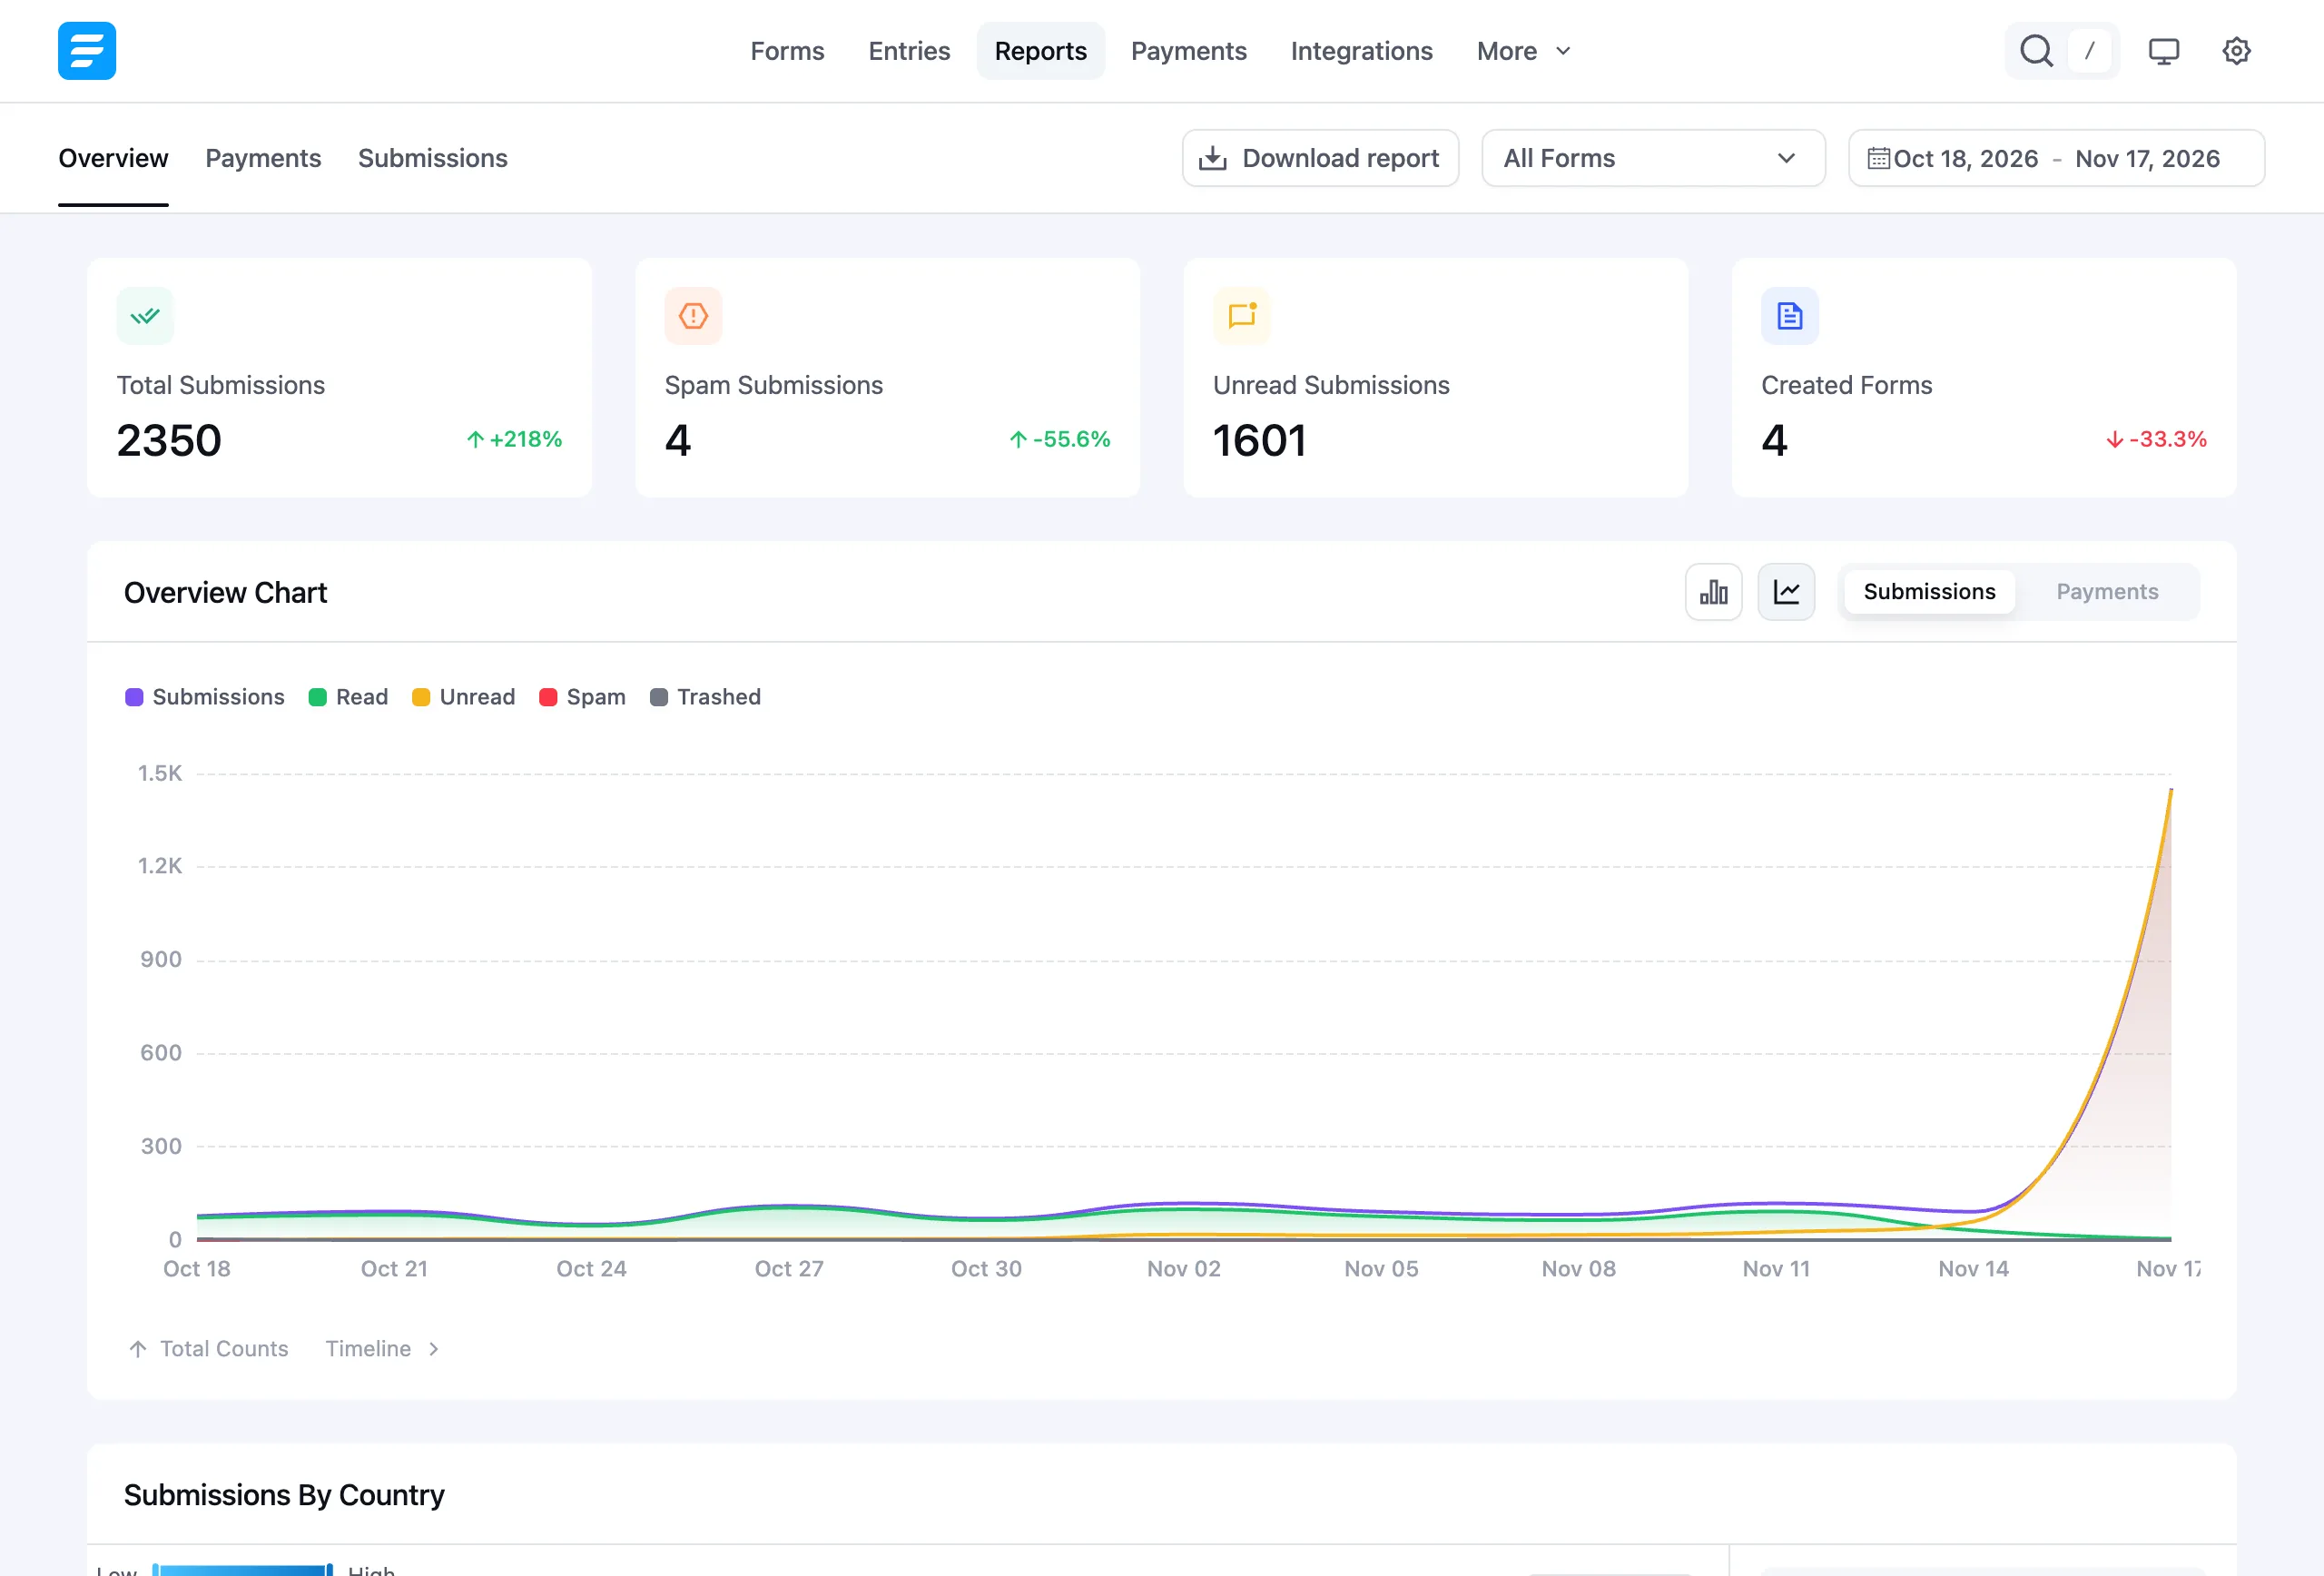 Forms Entries Reports Payments Integrations More /
Overview Payments Submissions Download report All Forms Oct 18, 2026 - Nov 17, 2026
Total Submissions
2350 +218%
Spam Submissions
4 -55.6%
Unread Submissions
1601
Created Forms
4 -33.3%
Overview Chart Submissions Payments
Submissions Read Unread Spam Trashed
1.5K
1.2K
900
600
300
0
Oct 18 Oct 21 Oct 24 Oct 27 Oct 30 Nov 02 Nov 05 Nov 08 Nov 11 Nov 14 Nov 17
Total Counts Timeline
Submissions By Country
Low High